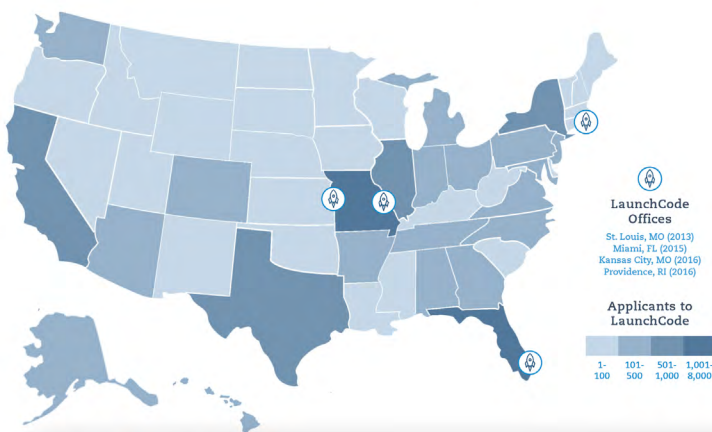 LaunchCode
Offices
St. Louis, MO (2013)
Miami, FL (2015)
Kansas City, MO (2016)
Providence, RI (2016)
Applicants to
LaunchCode
1-
100
101-
500
501-
1,000
1,001-
8,000